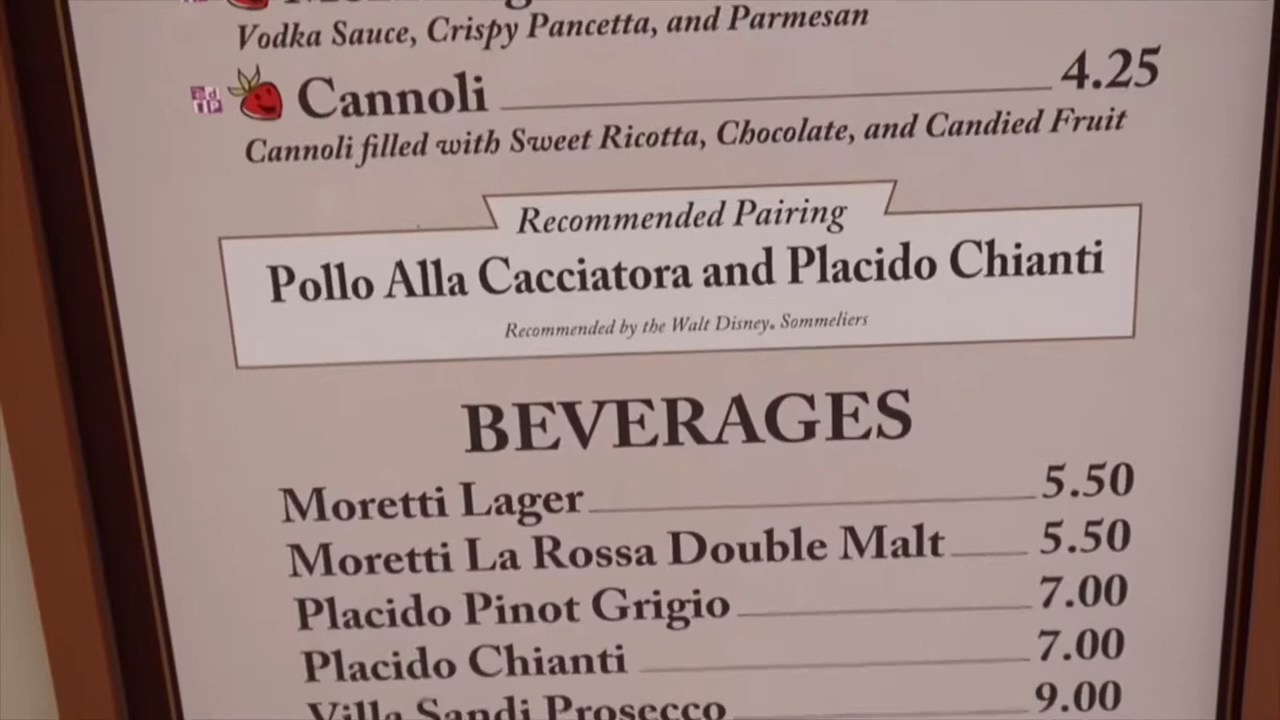 Vodka Sauce, Crispy Pancetta, and Parmesan
Cannoli 4.25
Cannoli filled with Sweet Ricotta, Chocolate, and Candied Fruit
Recommended Pairing
Pollo Alla Cacciatora and Placido Chianti
Recommended by the Walt Disney® Sommeliers
BEVERAGES
Moretti Lager 5.50
Moretti La Rossa Double Malt 5.50
Placido Pinot Grigio 7.00
Placido Chianti 7.00
Villa Sandi Prosecco 9.00